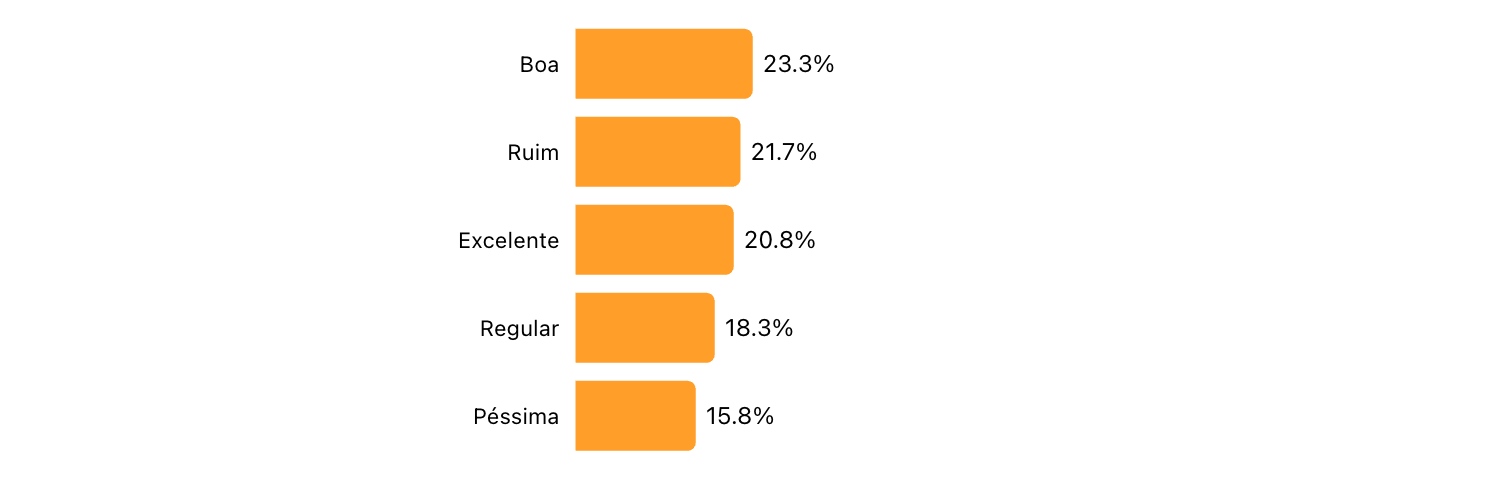 Boa 23.3%
Ruim 21.7%
Excelente 20.8%
Regular 18.3%
Péssima 15.8%